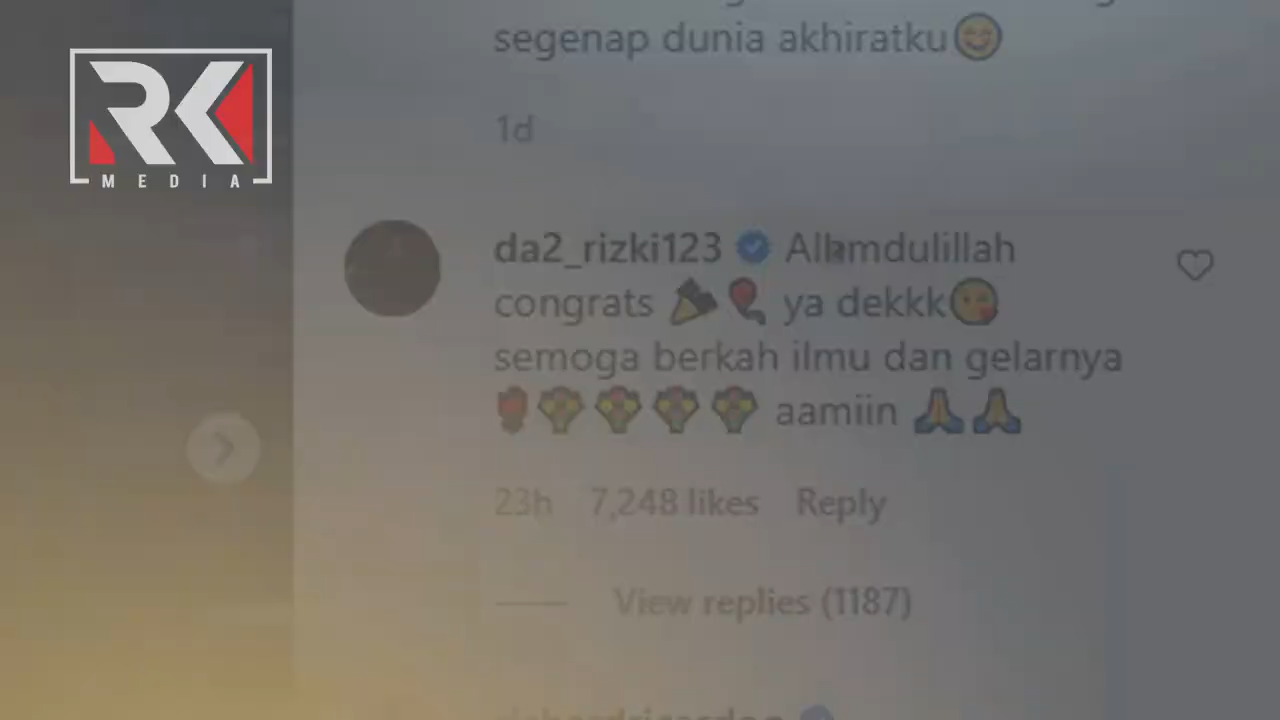 segenap dunia akhiratku😊
1d
RK
MEDIA
da2_rizki123 Allamdulillah
congrats 🎉🎈 ya dekkk😘
semoga berkah ilmu dan gelarnya
🌹💐💐💐💐 aamiin 🙏🙏
23h 7,248 likes Reply
View replies (1187)